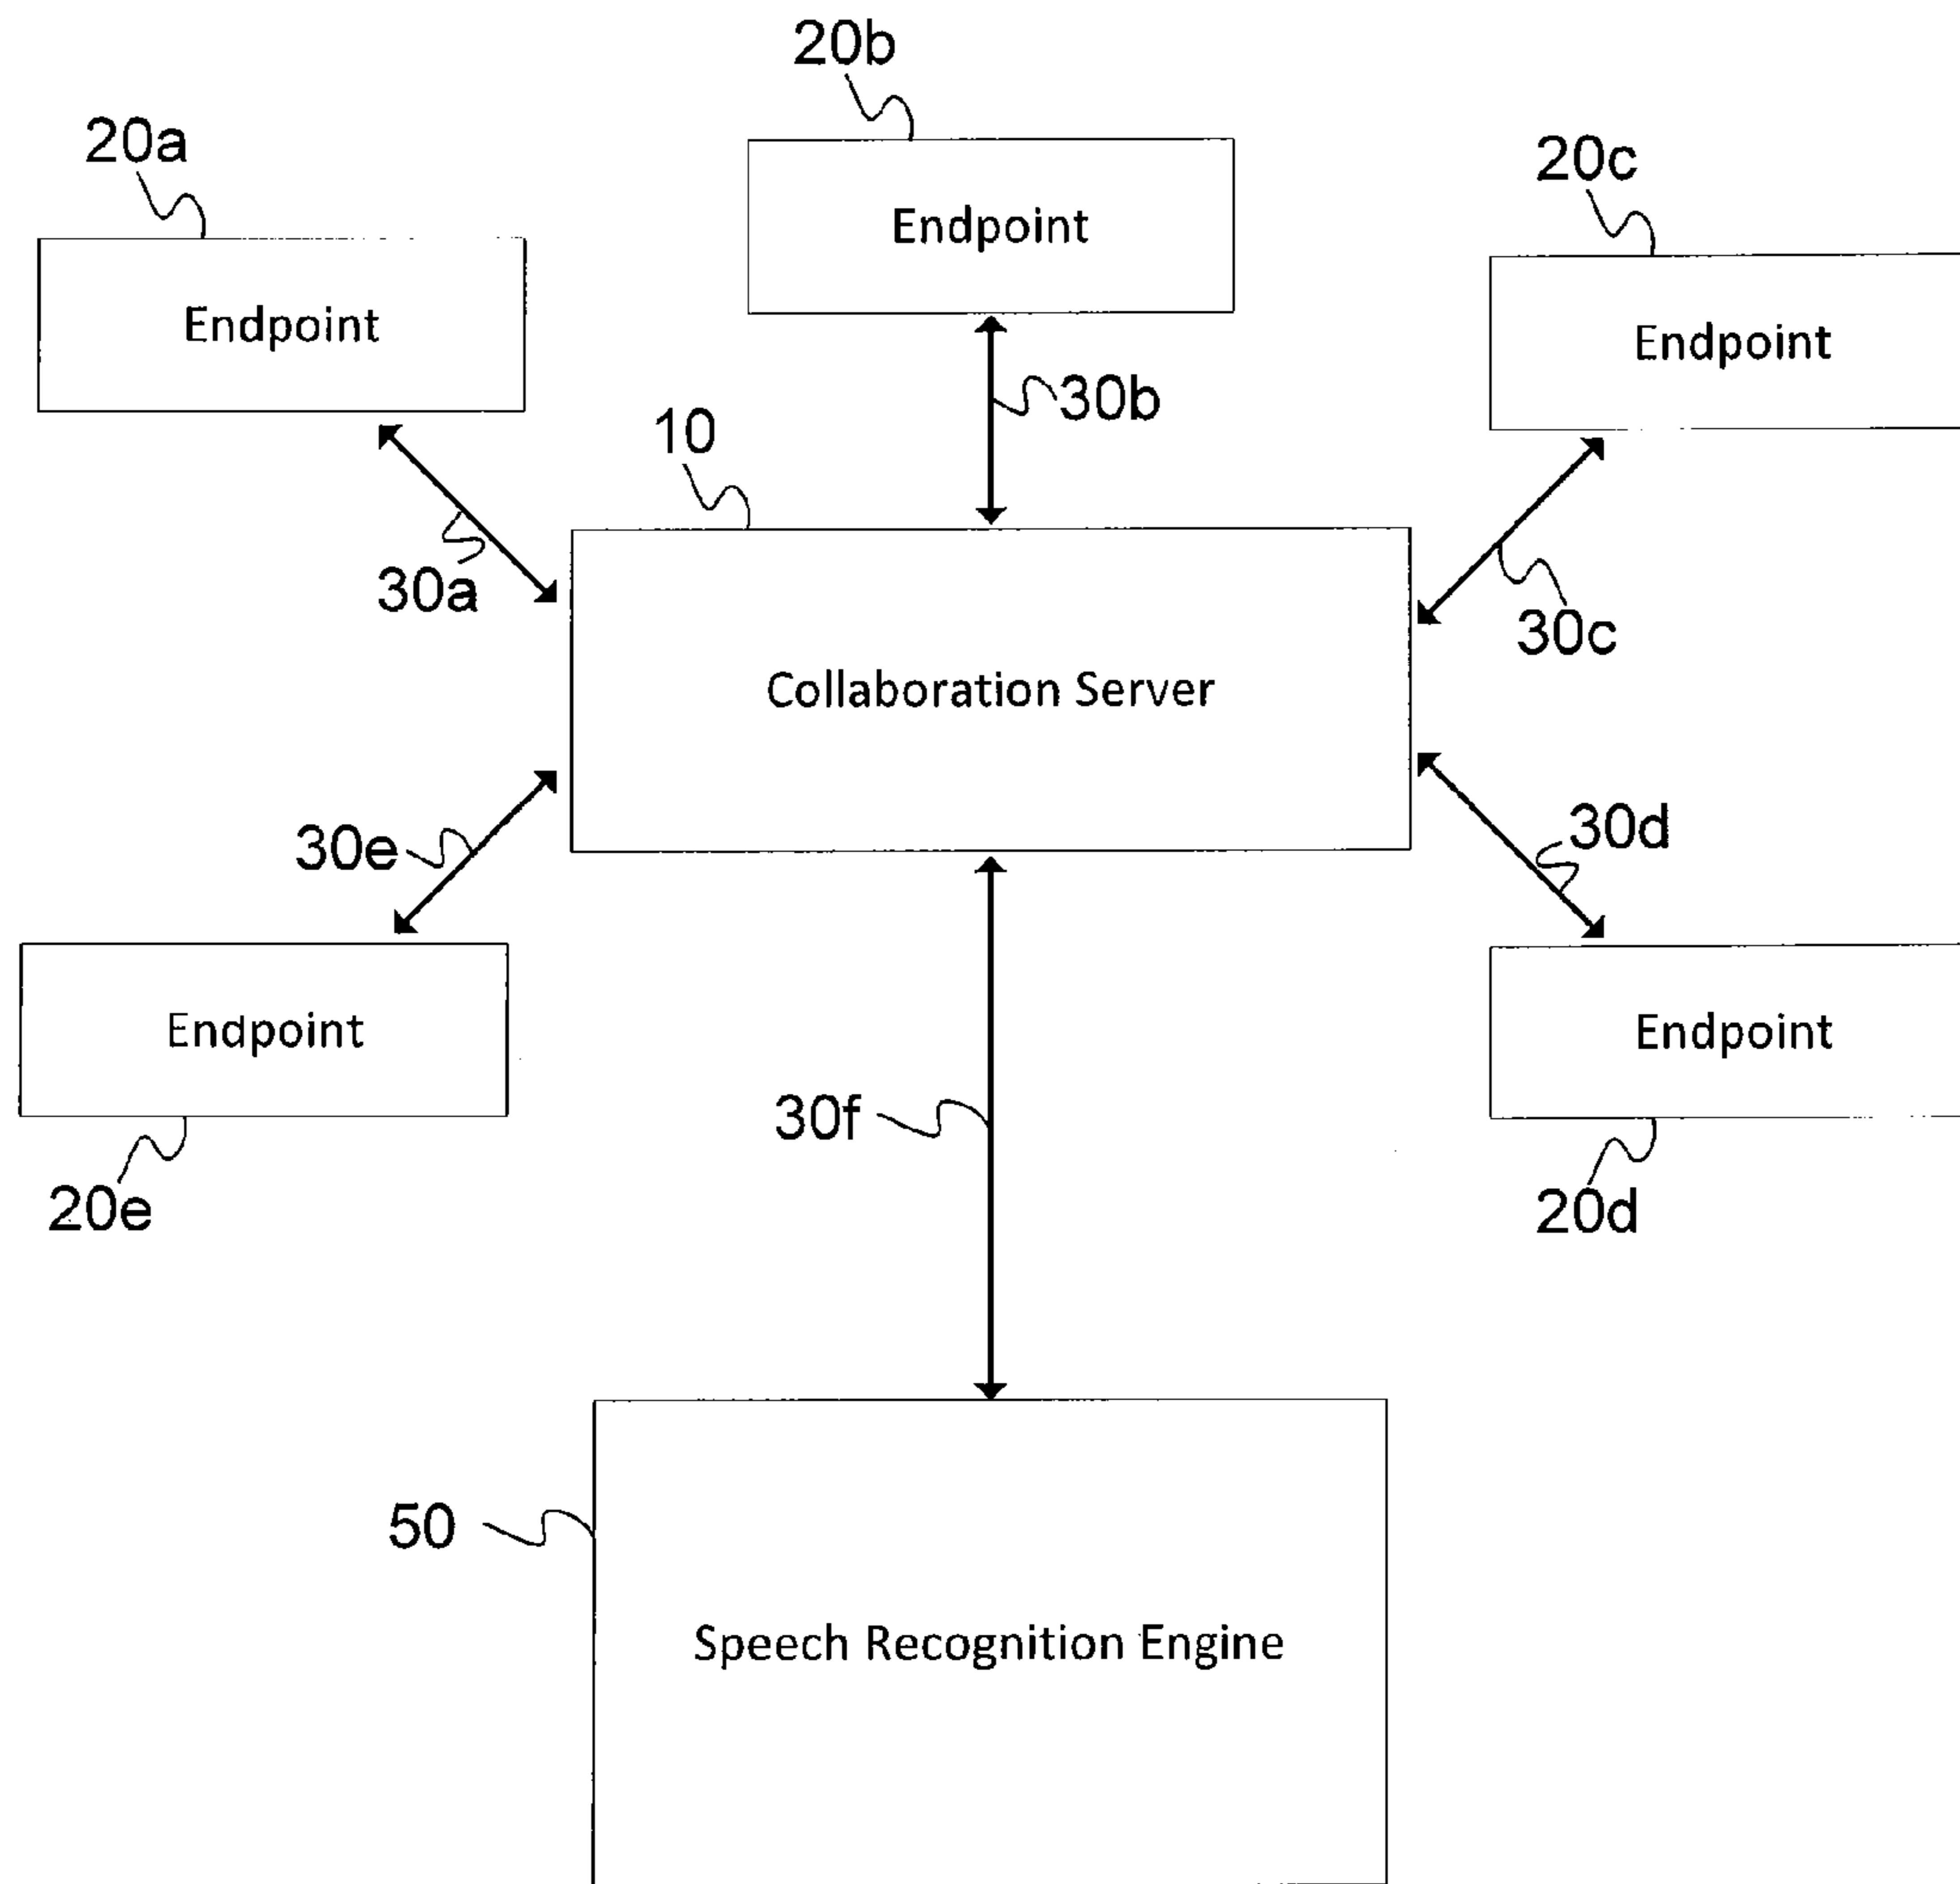 20b
20a
20c
Endpoint
Endpoint
Endpoint
30b
10
30a
30c
Collaboration Server
30e
30d
Endpoint
Endpoint
30f
20e
20d
50
Speech Recognition Engine